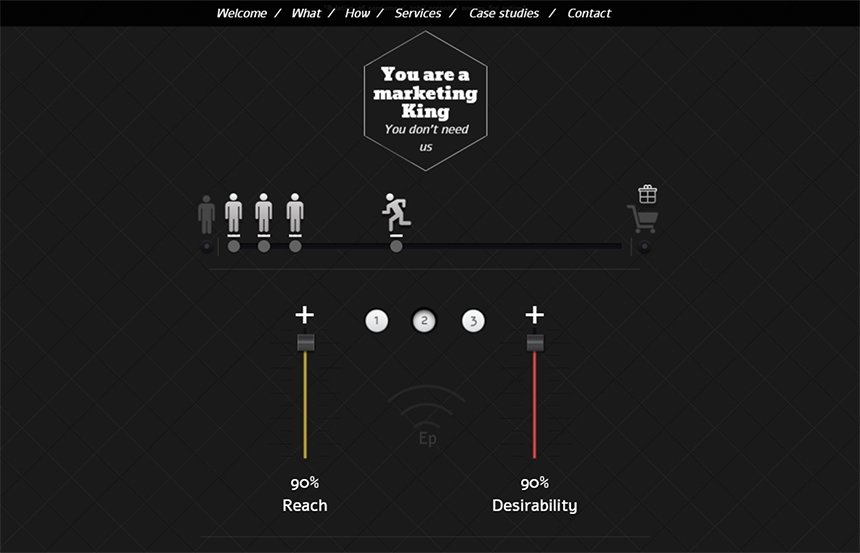 Welcome / What / How / Services / Case studies / Contact
You are a
marketing
King
You don't need
us
+ 1 2 3 +
Ep
90% 90%
Reach Desirability